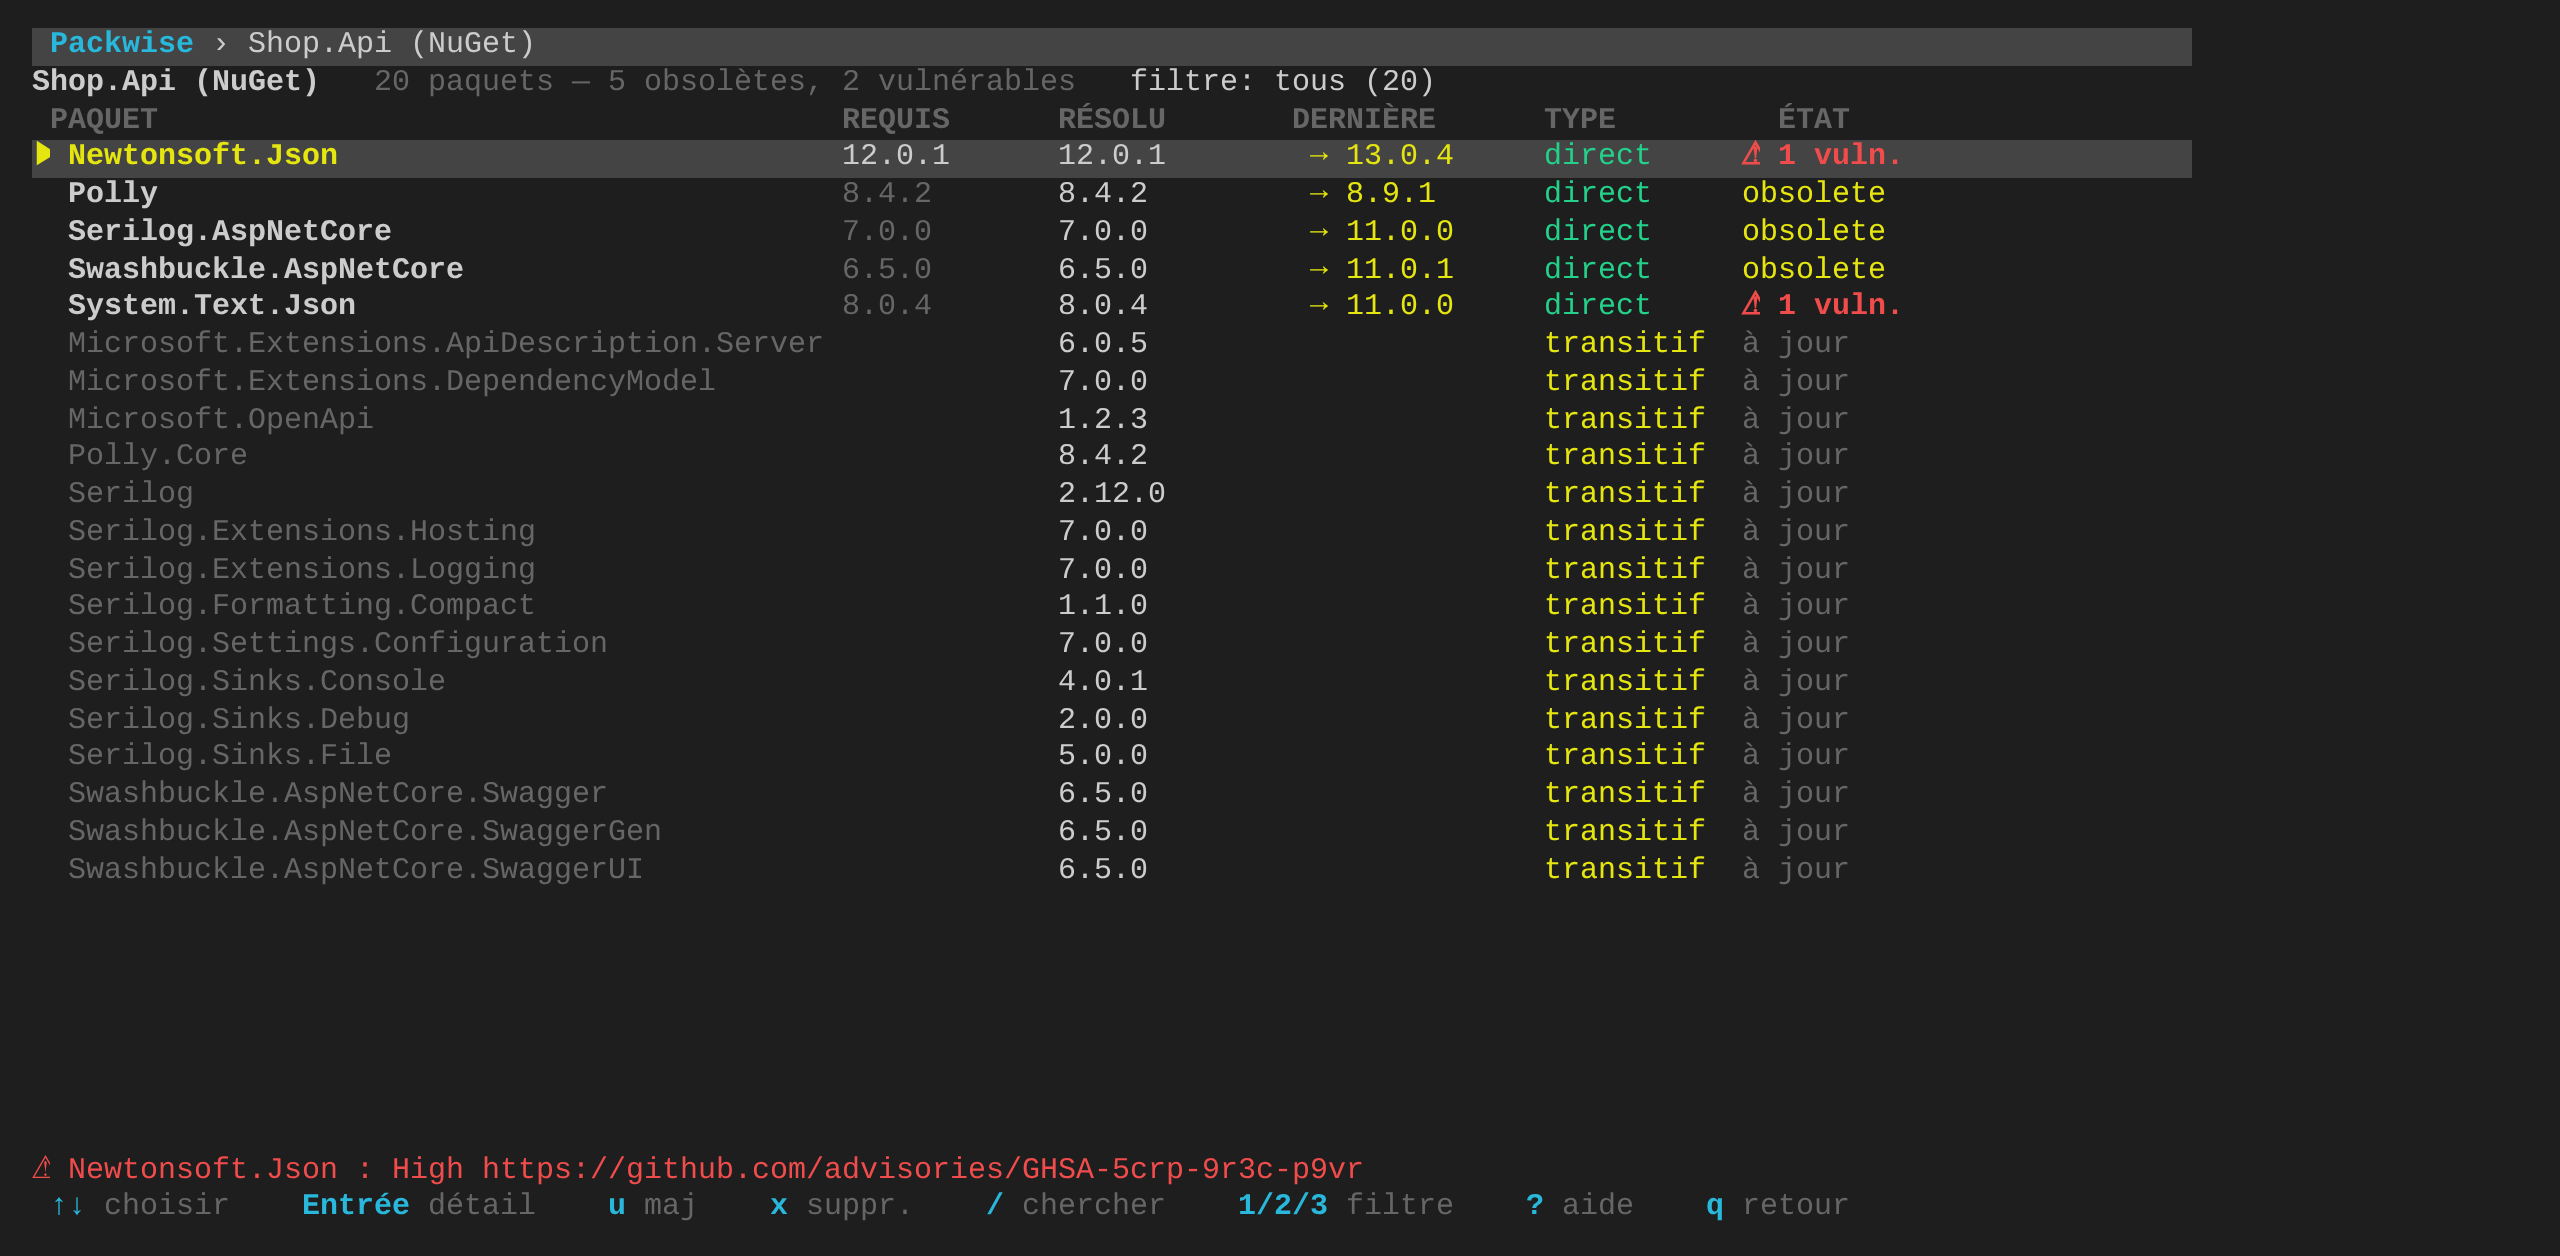 Packwise › Shop.Api (NuGet)
Shop.Api (NuGet)   20 paquets — 5 obsolètes, 2 vulnérables   filtre: tous (20)
PAQUET   REQUIS   RÉSOLU   DERNIÈRE   TYPE   ÉTAT
Newtonsoft.Json   12.0.1   12.0.1   → 13.0.4   direct   ⚠ 1 vuln.
Polly   8.4.2   8.4.2   → 8.9.1   direct   obsolete
Serilog.AspNetCore   7.0.0   7.0.0   → 11.0.0   direct   obsolete
Swashbuckle.AspNetCore   6.5.0   6.5.0   → 11.0.1   direct   obsolete
System.Text.Json   8.0.4   8.0.4   → 11.0.0   direct   ⚠ 1 vuln.
Microsoft.Extensions.ApiDescription.Server   6.0.5   transitif   à jour
Microsoft.Extensions.DependencyModel   7.0.0   transitif   à jour
Microsoft.OpenApi   1.2.3   transitif   à jour
Polly.Core   8.4.2   transitif   à jour
Serilog   2.12.0   transitif   à jour
Serilog.Extensions.Hosting   7.0.0   transitif   à jour
Serilog.Extensions.Logging   7.0.0   transitif   à jour
Serilog.Formatting.Compact   1.1.0   transitif   à jour
Serilog.Settings.Configuration   7.0.0   transitif   à jour
Serilog.Sinks.Console   4.0.1   transitif   à jour
Serilog.Sinks.Debug   2.0.0   transitif   à jour
Serilog.Sinks.File   5.0.0   transitif   à jour
Swashbuckle.AspNetCore.Swagger   6.5.0   transitif   à jour
Swashbuckle.AspNetCore.SwaggerGen   6.5.0   transitif   à jour
Swashbuckle.AspNetCore.SwaggerUI   6.5.0   transitif   à jour
⚠ Newtonsoft.Json : High https://github.com/advisories/GHSA-5crp-9r3c-p9vr
↑↓ choisir   Entrée détail   u maj   x suppr.   / chercher   1/2/3 filtre   ? aide   q retour